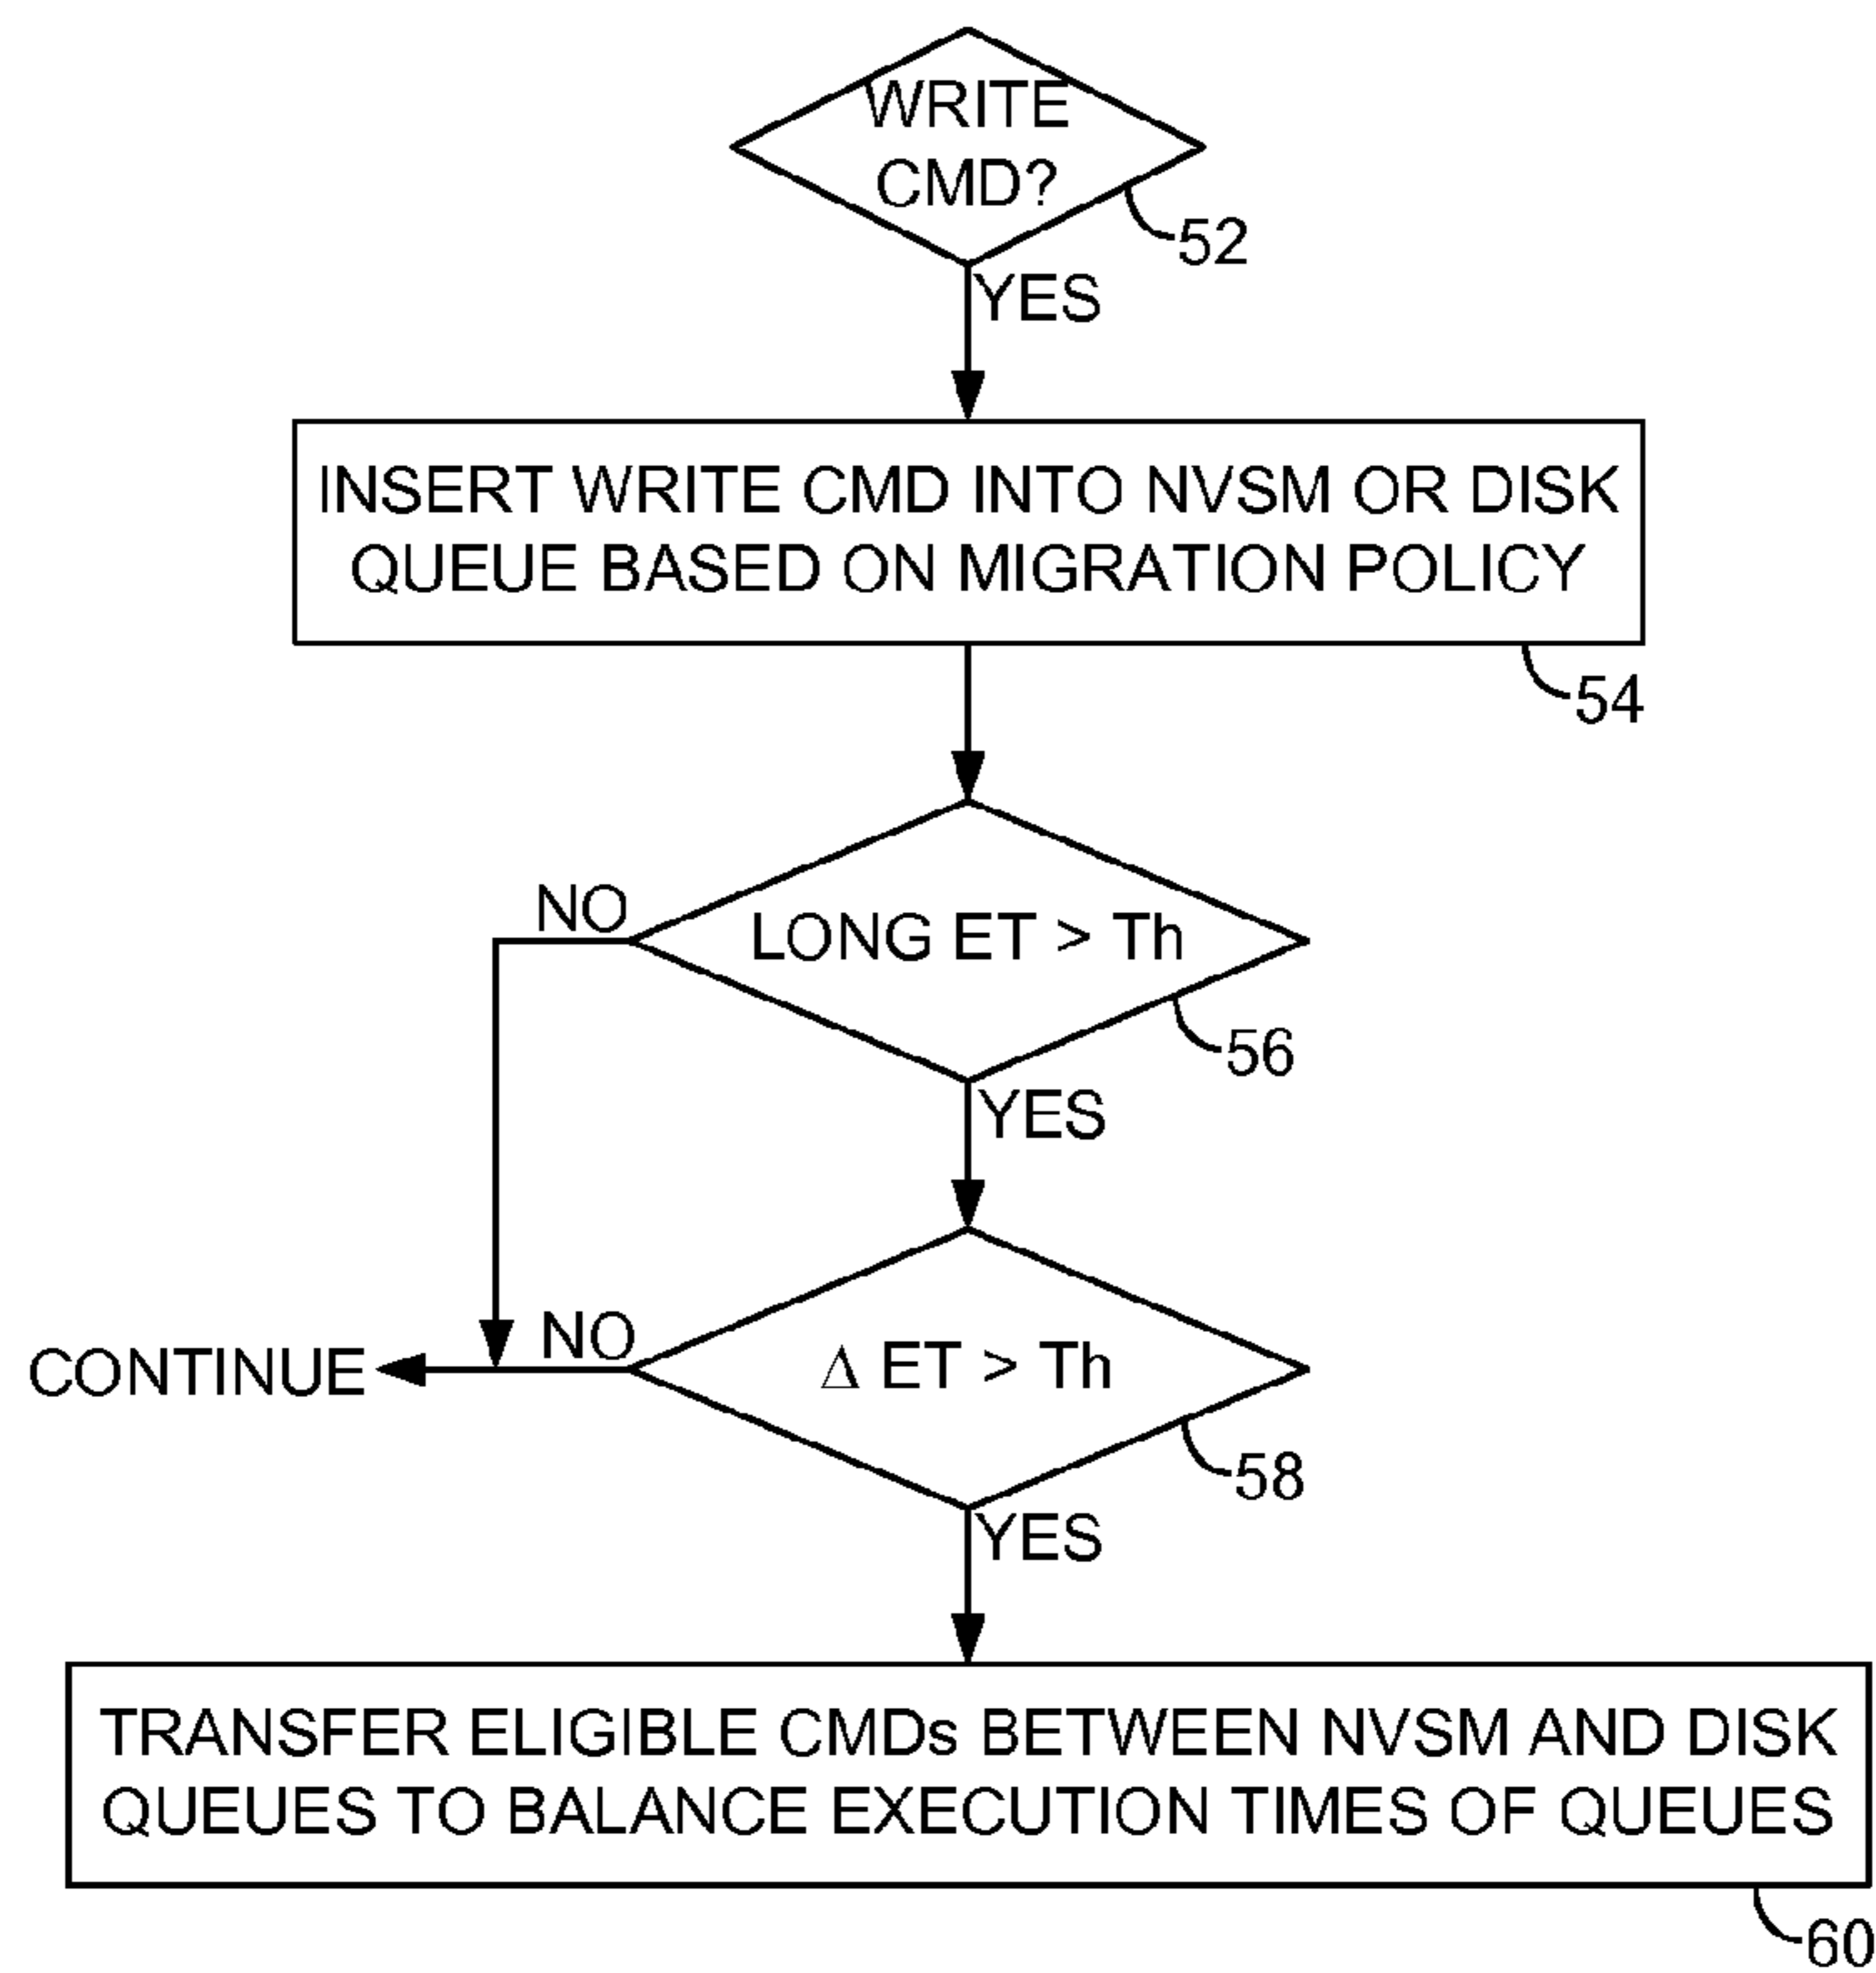 WRITE
CMD?
52
YES
INSERT WRITE CMD INTO NVSM OR DISK
QUEUE BASED ON MIGRATION POLICY
54
NO
LONG ET > Th
56
YES
NO
CONTINUE
Δ ET > Th
58
YES
TRANSFER ELIGIBLE CMDs BETWEEN NVSM AND DISK
QUEUES TO BALANCE EXECUTION TIMES OF QUEUES
60